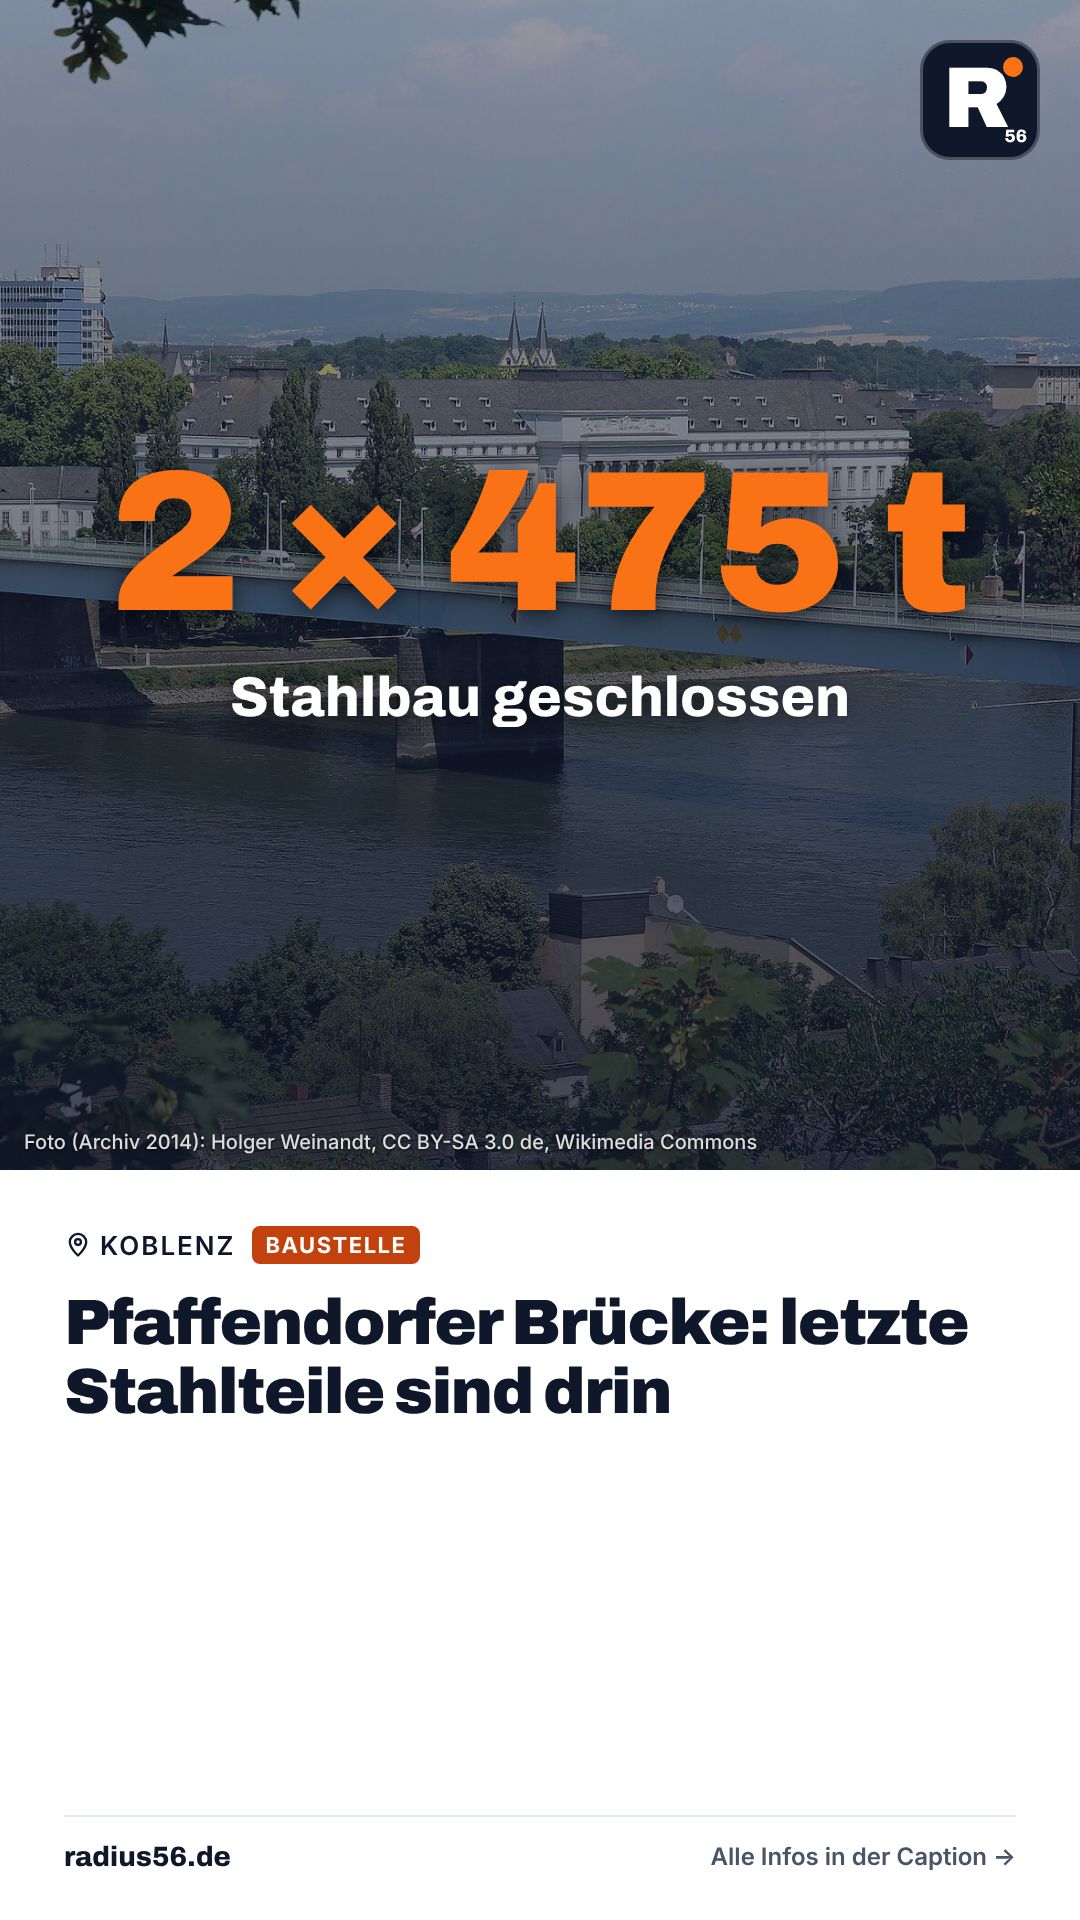 R
56
2 × 475 t
Stahlbau geschlossen
Foto (Archiv 2014): Holger Weinandt, CC BY-SA 3.0 de, Wikimedia Commons
KOBLENZ BAUSTELLE
Pfaffendorfer Brücke: letzte
Stahlteile sind drin
radius56.de Alle Infos in der Caption →